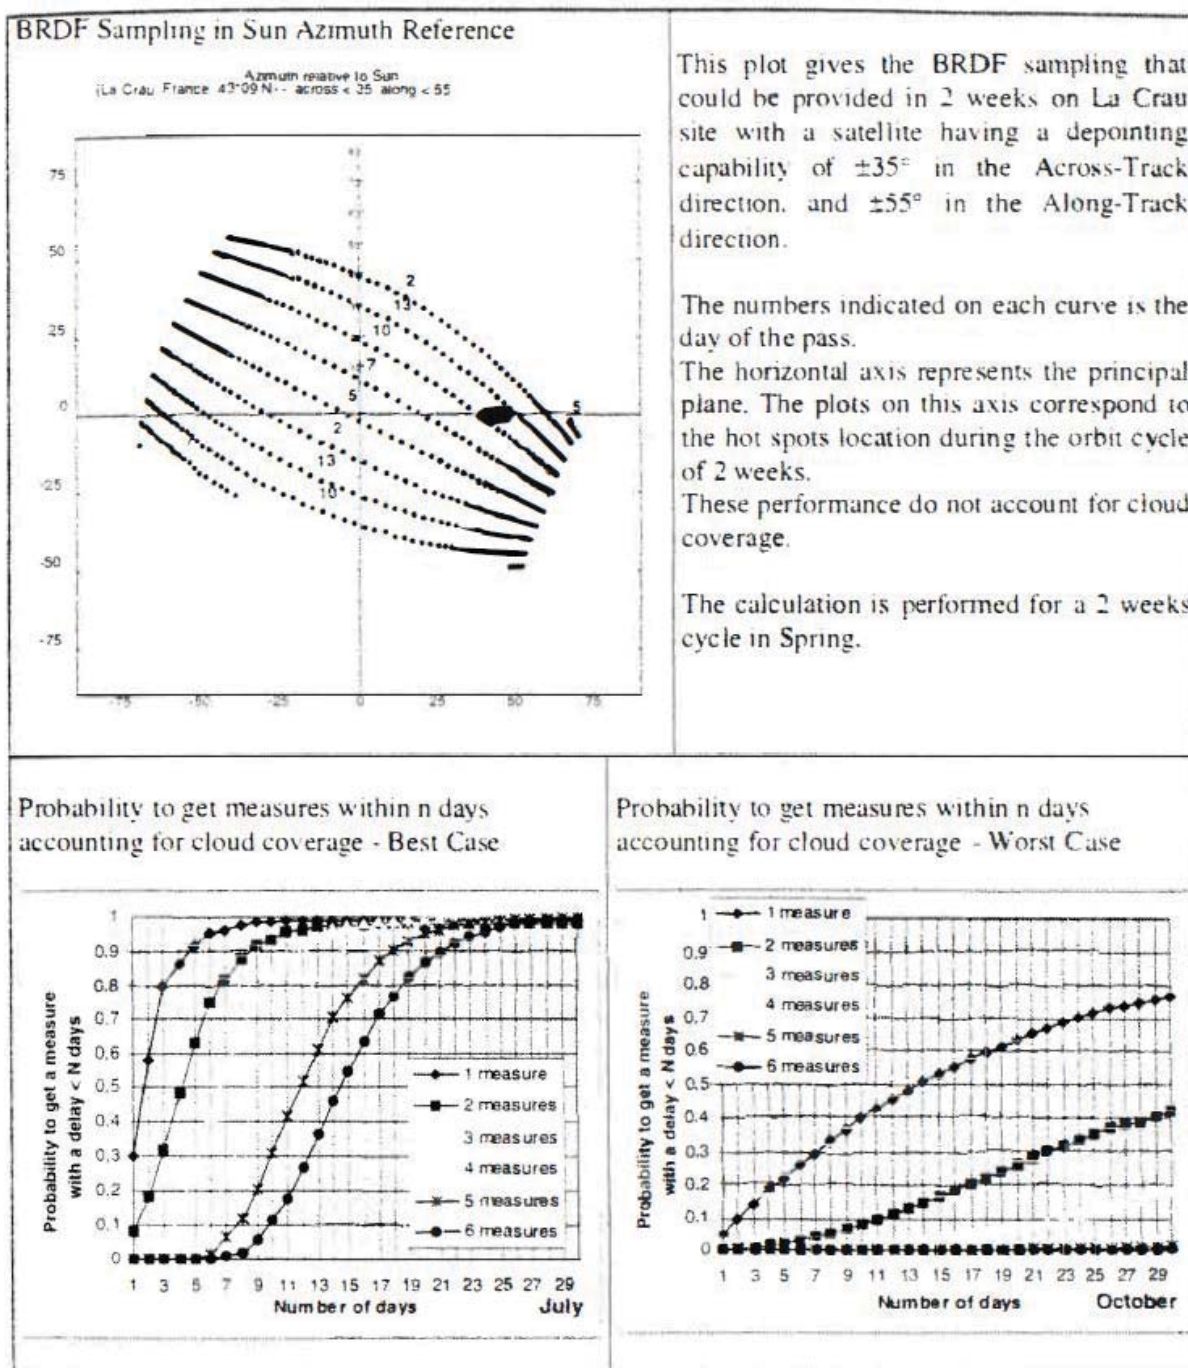 BRDF Sampling in Sun Azimuth Reference
Azimuth relative to Sun
(La Crau France 43°09 N-- across < 35 along < 55
75
50
25
0
-25
-50
-75
-75
-50
-25
0
25
50
75
2
13
10
7
5
2
13
10
5
This plot gives the BRDF sampling that
could be provided in 2 weeks on La Crau
site with a satellite having a depointing
capability of ±35° in the Across-Track
direction. and ±55° in the Along-Track
direction.
The numbers indicated on each curve is the
day of the pass.
The horizontal axis represents the principal
plane. The plots on this axis correspond to
the hot spots location during the orbit cycle
of 2 weeks.
These performance do not account for cloud
coverage.
The calculation is performed for a 2 weeks
cycle in Spring.
Probability to get measures within n days
accounting for cloud coverage - Best Case
Probability to get a measure
with a delay < N days
1
0.9
0.8
0.7
0.6
0.5
0.4
0.3
0.2
0.1
0
1 measure
2 measures
3 measures
4 measures
5 measures
6 measures
1 3 5 7 9 11 13 15 17 19 21 23 25 27 29
Number of days July
Probability to get measures within n days
accounting for cloud coverage - Worst Case
Probability to get a measure
with a delay < N days
1
0.9
0.8
0.7
0.6
0.5
0.4
0.3
0.2
0.1
0
1 measure
2 measures
3 measures
4 measures
5 measures
6 measures
1 3 5 7 9 11 13 15 17 19 21 23 25 27 29
Number of days October